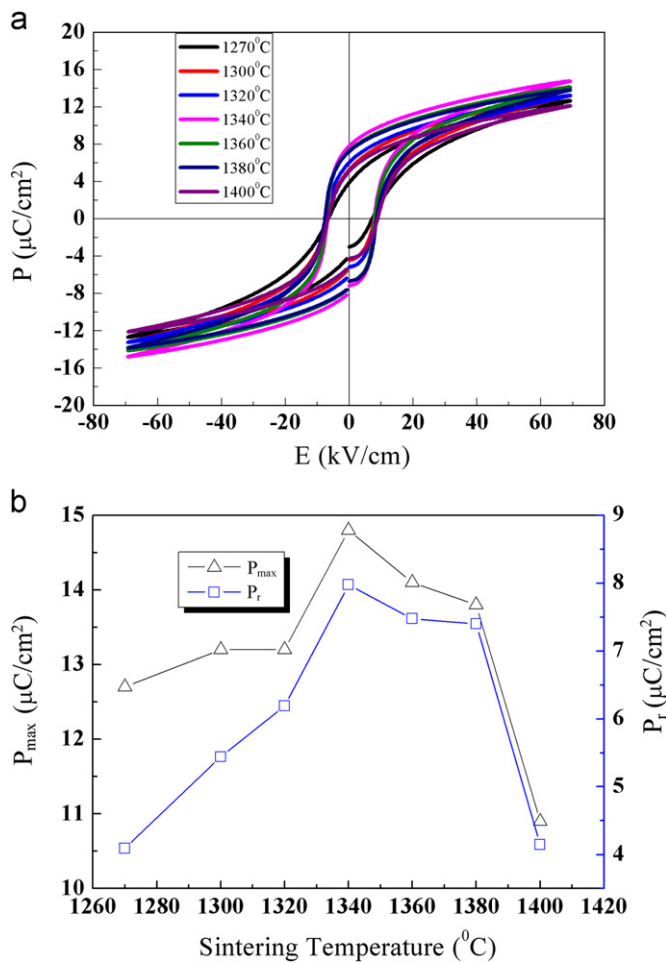 a
20
16
12
8
4
0
-4
-8
-12
-16
-20
P (μC/cm²)
1270⁰C
1300⁰C
1320⁰C
1340⁰C
1360⁰C
1380⁰C
1400⁰C
-80 -60 -40 -20 0 20 40 60 80
E (kV/cm)
b
15
14
13
12
11
10
Pmax (μC/cm²)
Pmax
Pr
9
8
7
6
5
4
Pr (μC/cm²)
1260 1280 1300 1320 1340 1360 1380 1400 1420
Sintering Temperature (⁰C)